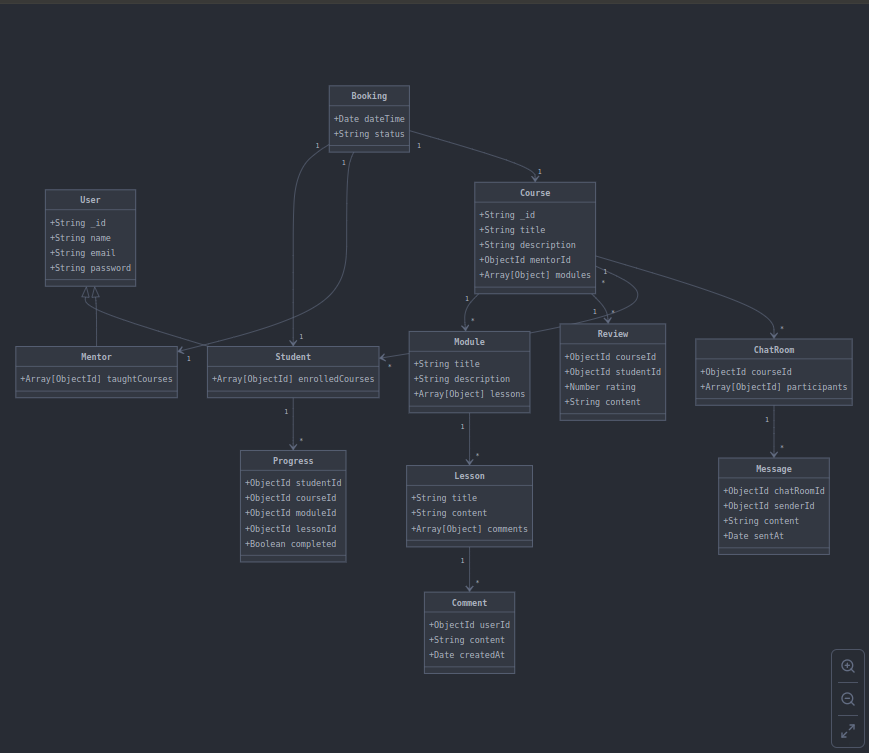 Booking
+Date dateTime
+String status
1
1
1
1
Course
+String _id
+String title
+String description
+ObjectId mentorId
+Array[Object] modules
User
+String _id
+String name
+String email
+String password
1
*
1
*
1
*
*
1
1
*
Module
+String title
+String description
+Array[Object] lessons
Review
+ObjectId courseId
+ObjectId studentId
+Number rating
+String content
ChatRoom
+ObjectId courseId
+Array[ObjectId] participants
Mentor
+Array[ObjectId] taughtCourses
Student
+Array[ObjectId] enrolledCourses
1
*
1
*
1
*
Progress
+ObjectId studentId
+ObjectId courseId
+ObjectId moduleId
+ObjectId lessonId
+Boolean completed
Lesson
+String title
+String content
+Array[Object] comments
Message
+ObjectId chatRoomId
+ObjectId senderId
+String content
+Date sentAt
1
*
Comment
+ObjectId userId
+String content
+Date createdAt